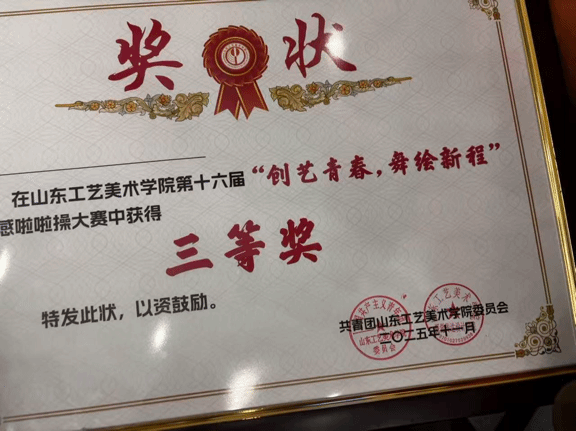 奖 状
在山东工艺美术学院第十六届“创艺青春，舞绘新程”
感啦啦操大赛中获得
三等奖
特发此状，以资鼓励。
共青团山东工艺美术学院委员会
二〇二五年十一月